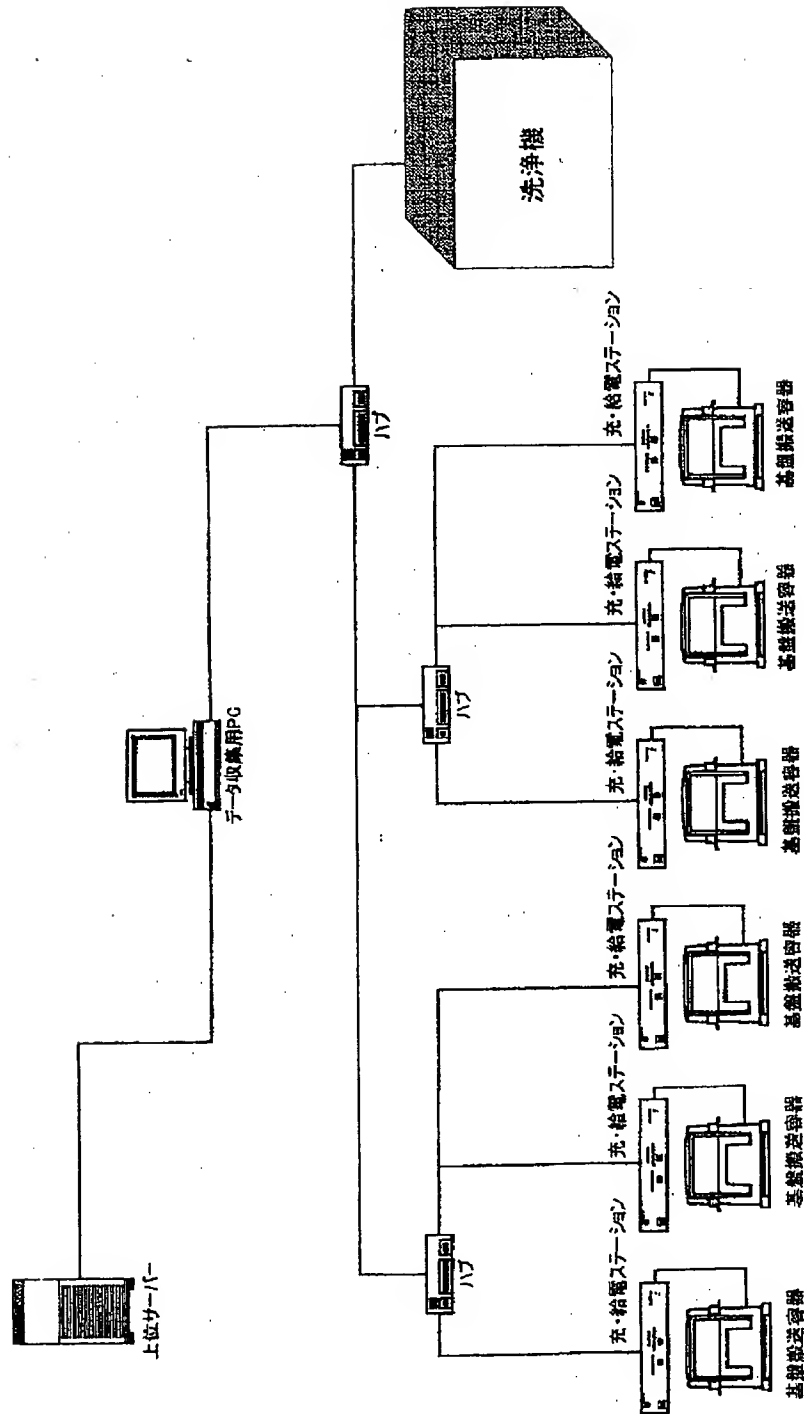 上位サーバー
データ収集用PC
ハブ
洗浄機
ハブ
ハブ
充・給電ステーション
充・給電ステーション
充・給電ステーション
充・給電ステーション
充・給電ステーション
充・給電ステーション
基盤搬送容器
基盤搬送容器
基盤搬送容器
基盤搬送容器
基盤搬送容器
基盤搬送容器